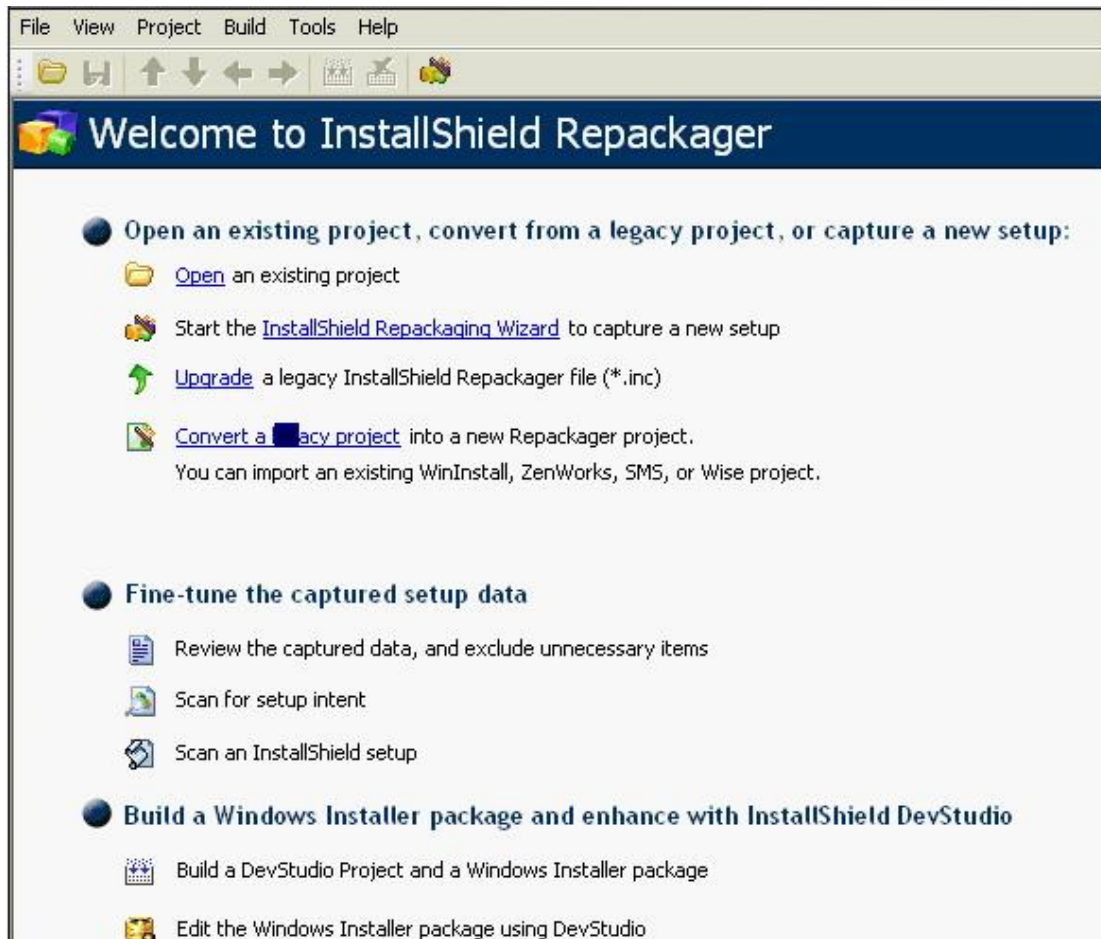 File View Project Build Tools Help
Welcome to InstallShield Repackager
Open an existing project, convert from a legacy project, or capture a new setup:
Open an existing project
Start the InstallShield Repackaging Wizard to capture a new setup
Upgrade a legacy InstallShield Repackager file (*.inc)
Convert a project into a new Repackager project.
You can import an existing WinInstall, ZenWorks, SMS, or Wise project.
Fine-tune the captured setup data
Review the captured data, and exclude unnecessary items
Scan for setup intent
Scan an InstallShield setup
Build a Windows Installer package and enhance with InstallShield DevStudio
Build a DevStudio Project and a Windows Installer package
Edit the Windows Installer package using DevStudio